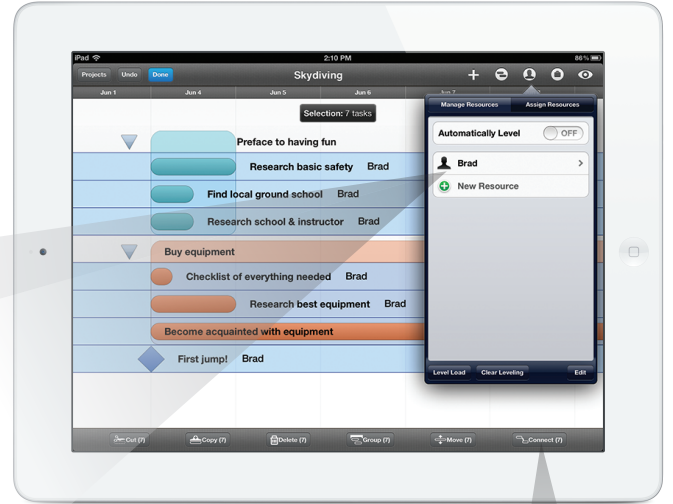 iPad 2:10 PM 86%
Projects Undo Done Skydiving
Jun 1 Jun 4 Jun 5 Jun 6 Jun 7
Manage Resources Assign Resources
Selection: 7 tasks
Automatically Level OFF
Preface to having fun
Research basic safety Brad
Brad
Find local ground school Brad
New Resource
Research school & instructor Brad
Buy equipment
Checklist of everything needed Brad
Research best equipment Brad
Become acquainted with equipment
First jump! Brad
Level Load Clear Leveling Edit
Cut (7) Copy (7) Delete (7) Group (7) Move (7) Connect (7)